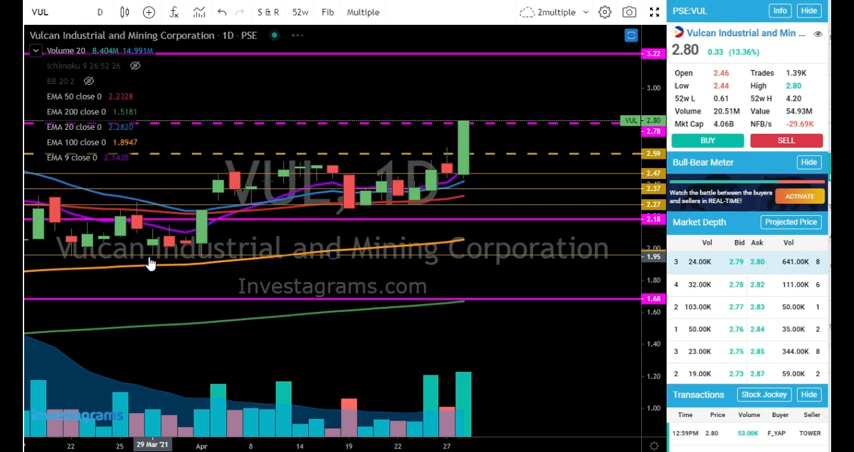 VUL D S & R 52w Fib Multiple 2multiple
Vulcan Industrial and Mining Corporation · 1D · PSE
Volume 20 8.404M 14.991M
Ichimoku 9 26 52 26
BB 20 2
EMA 50 close 0 2.2328
EMA 200 close 0 1.5181
EMA 20 close 0 2.2820
EMA 100 close 0 1.8947
EMA 9 close 0 2.1425
VUL, 1D
Vulcan Industrial and Mining Corporation
Investagrams.com
investagrams
3.22
3.00
VUL 2.80
2.78
2.59
2.47
2.37
2.27
2.18
2.00
1.95
1.80
1.68
1.60
1.40
1.20
1.00
22 25 29 Mar '21 Apr 8 14 19 22 27
PSE:VUL Info Hide
Vulcan Industrial and Min ...
2.80 0.33 (13.36%)
Open 2.46 Trades 1.39K
Low 2.44 High 2.80
52w L 0.61 52w H 4.20
Volume 20.51M Value 54.93M
Mkt Cap 4.06B NFB/s -29.69K
BUY SELL
Bull-Bear Meter Hide
Watch the battle between the buyers
and sellers in REAL-TIME!
ACTIVATE
Market Depth Projected Price
Vol Bid Ask Vol
3 24.00K 2.79 2.80 641.00K 8
4 32.00K 2.78 2.82 111.00K 6
2 103.00K 2.77 2.83 50.00K 1
1 50.00K 2.76 2.84 35.00K 2
3 23.00K 2.75 2.85 344.00K 8
2 19.00K 2.73 2.87 59.00K 2
Transactions Stock Jockey Hide
Time Price Volume Buyer Seller
12:59PM 2.80 53.00K F_YAP TOWER